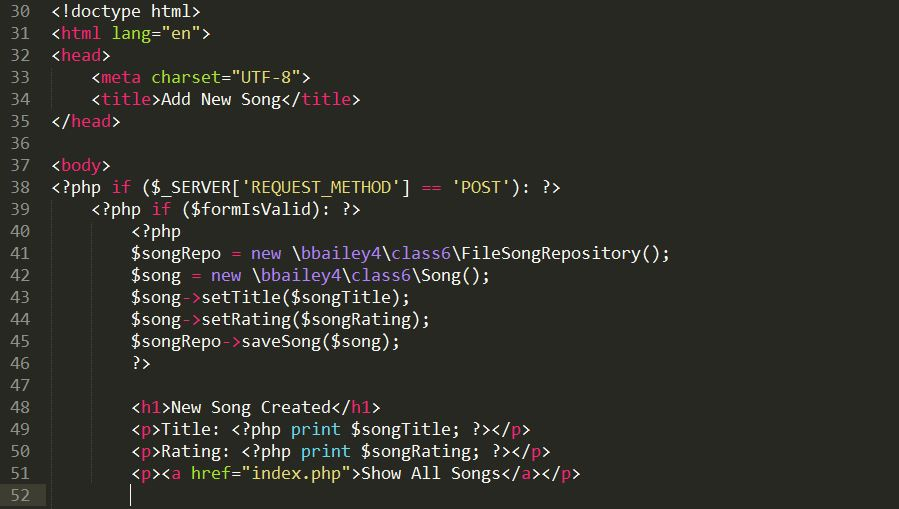 30 <!doctype html>
31 <html lang="en">
32 <head>
33     <meta charset="UTF-8">
34     <title>Add New Song</title>
35 </head>
36
37 <body>
38 <?php if ($_SERVER['REQUEST_METHOD'] == 'POST'): ?>
39     <?php if ($formIsValid): ?>
40         <?php
41         $songRepo = new \bbailey4\class6\FileSongRepository();
42         $song = new \bbailey4\class6\Song();
43         $song->setTitle($songTitle);
44         $song->setRating($songRating);
45         $songRepo->saveSong($song);
46         ?>
47
48         <h1>New Song Created</h1>
49         <p>Title: <?php print $songTitle; ?></p>
50         <p>Rating: <?php print $songRating; ?></p>
51         <p><a href="index.php">Show All Songs</a></p>
52